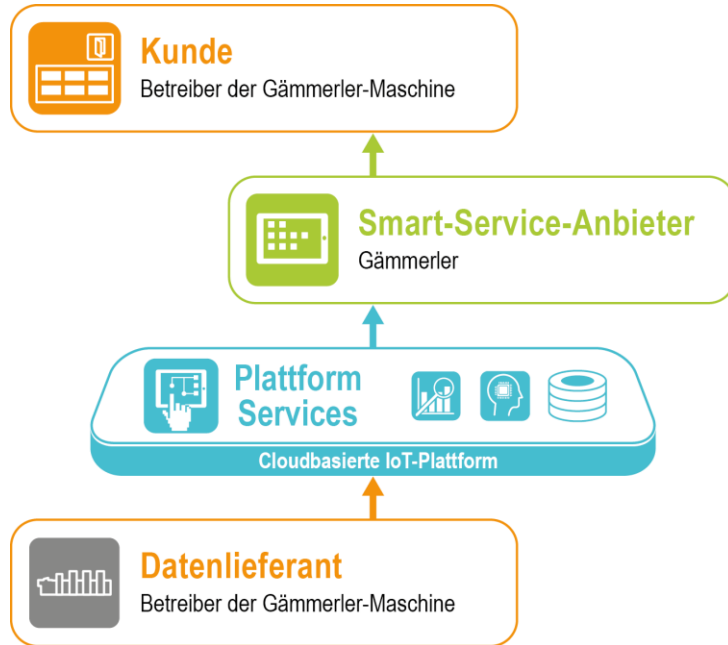 Kunde
Betreiber der Gämmerler-Maschine
Smart-Service-Anbieter
Gämmerler
Plattform
Services
Cloudbasierte IoT-Plattform
Datenlieferant
Betreiber der Gämmerler-Maschine